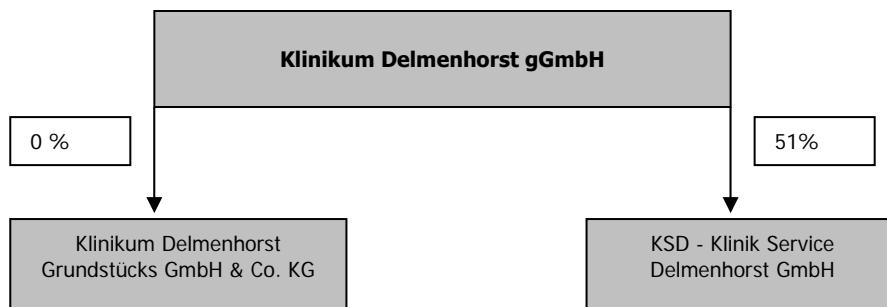 Klinikum Delmenhorst gGmbH
0 %
51%
Klinikum Delmenhorst
Grundstücks GmbH & Co. KG
KSD - Klinik Service
Delmenhorst GmbH